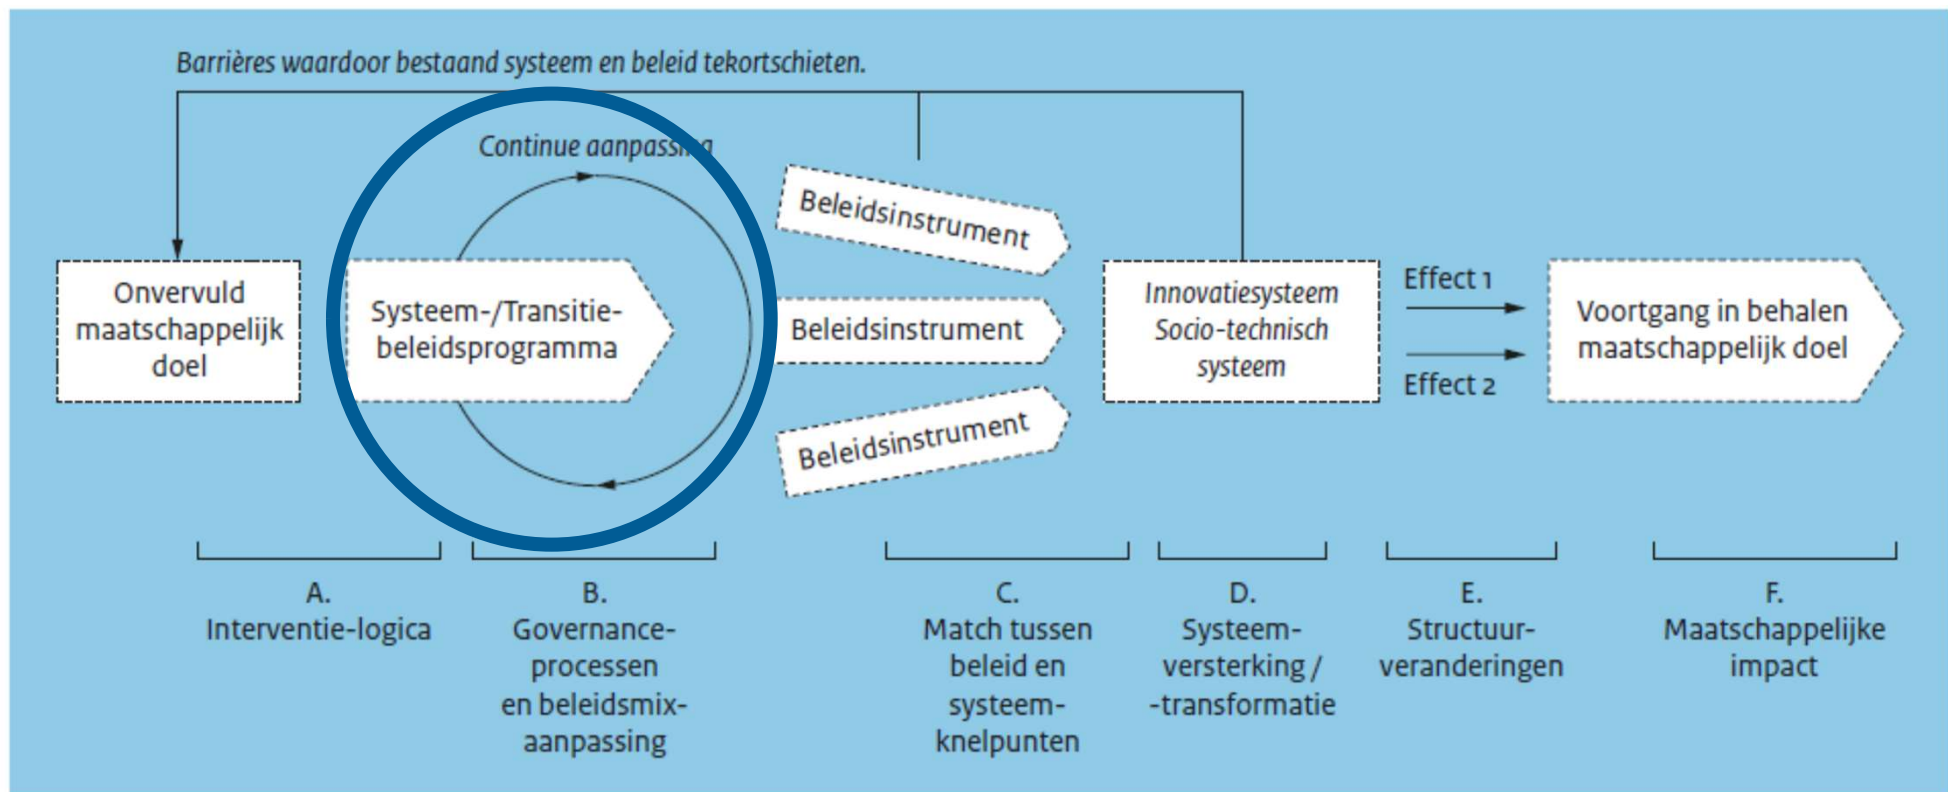 Barrières waardoor bestaand systeem en beleid tekortschieten.
Continue aanpassing
Onvervuld
maatschappelijk
doel
Systeem-/Transitie-
beleidsprogramma
Beleidsinstrument
Beleidsinstrument
Beleidsinstrument
Innovatiesysteem
Socio-technisch
systeem
Effect 1
Effect 2
Voortgang in behalen
maatschappelijk doel
A.
Interventie-logica
B.
Governance-
processen
en beleidsmix-
aanpassing
C.
Match tussen
beleid en
systeem-
knelpunten
D.
Systeem-
versterking /
-transformatie
E.
Structuur-
veranderingen
F.
Maatschappelijke
impact